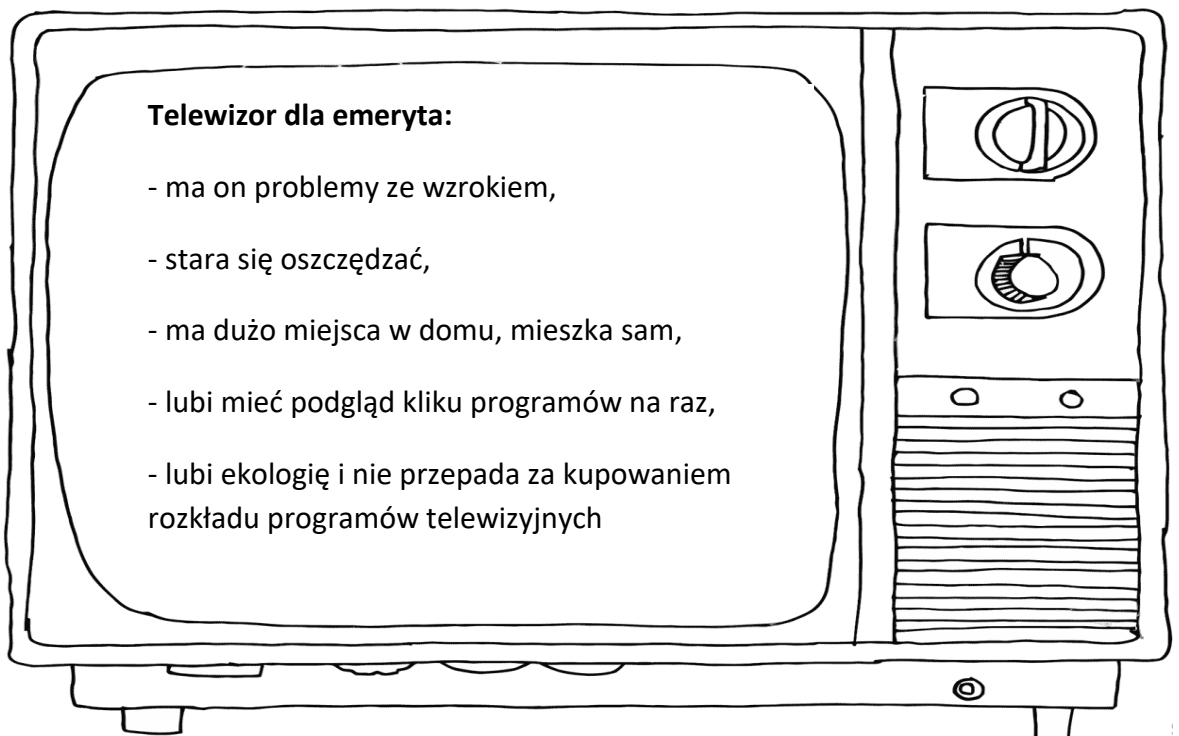 Telewizor dla emeryta:
- ma on problemy ze wzrokiem,
- stara się oszczędzać,
- ma dużo miejsca w domu, mieszka sam,
- lubi mieć podgląd kliku programów na raz,
- lubi ekologię i nie przepada za kupowaniem
rozkładu programów telewizyjnych